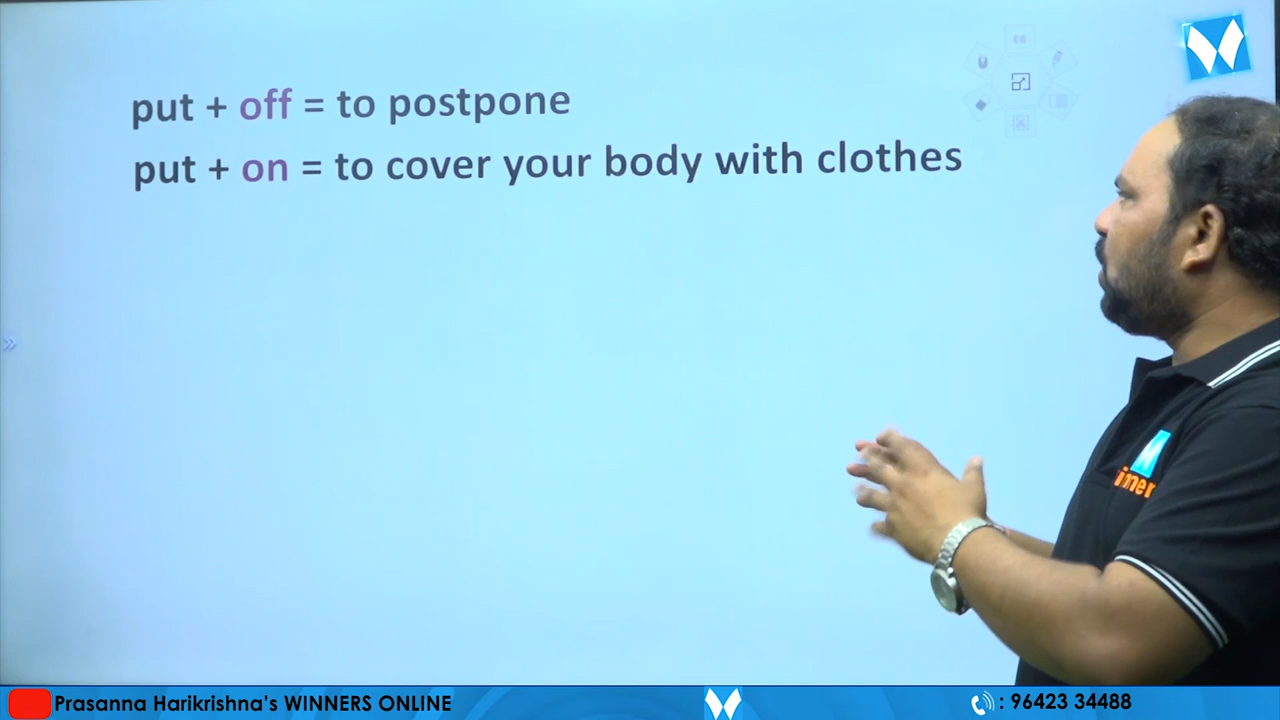 put + off = to postpone
put + on = to cover your body with clothes
Prasanna Harikrishna's WINNERS ONLINE
: 96423 34488